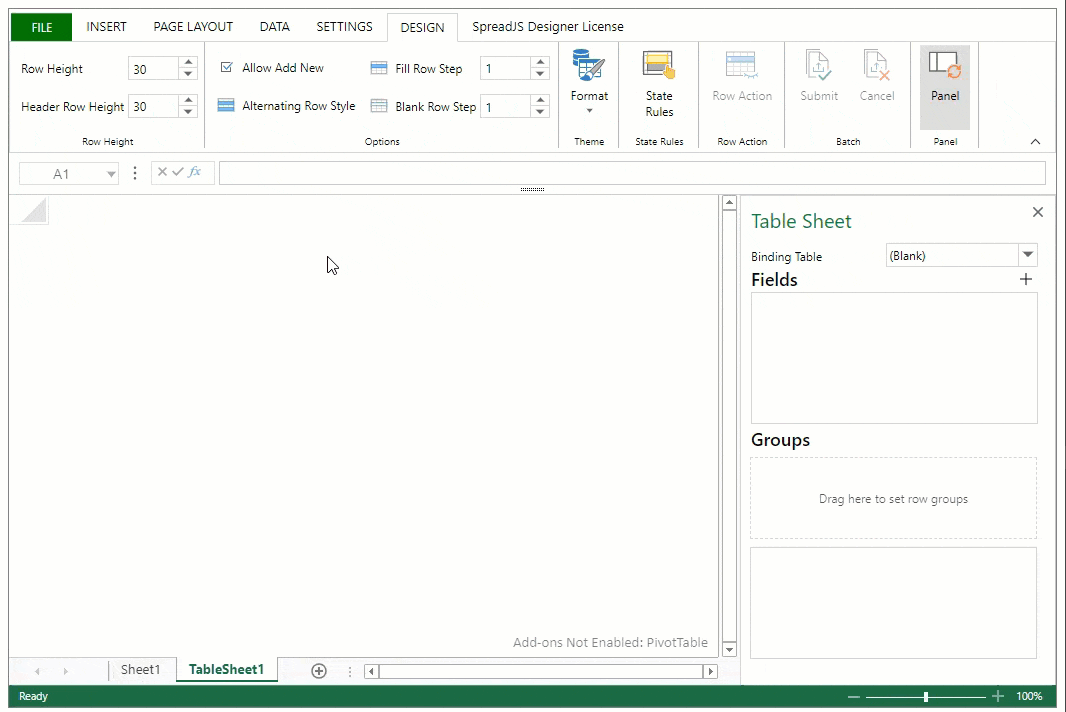 FILE INSERT PAGE LAYOUT DATA SETTINGS DESIGN SpreadJS Designer License
Row Height 30 Allow Add New Fill Row Step 1
Header Row Height 30 Alternating Row Style Blank Row Step 1
Format State Rules Row Action Submit Cancel Panel
Row Height Options Theme State Rules Row Action Batch Panel
A1 fx
Table Sheet
Binding Table (Blank)
Fields
Groups
Drag here to set row groups
Add-ons Not Enabled: PivotTable
Sheet1 TableSheet1
Ready 100%